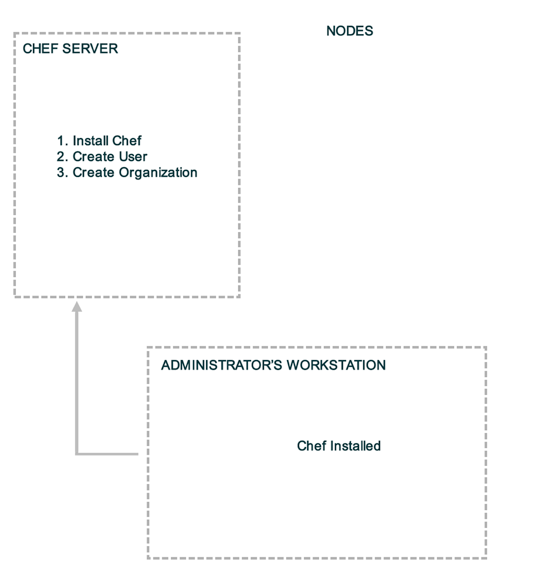 NODES
CHEF SERVER
1. Install Chef
2. Create User
3. Create Organization
ADMINISTRATOR'S WORKSTATION
Chef Installed